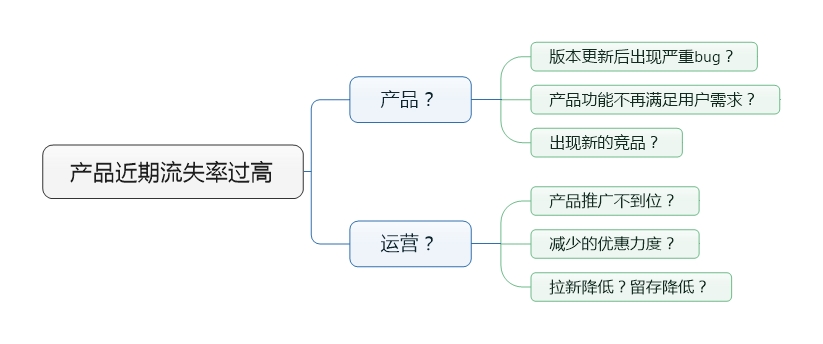 产品近期流失率过高
产品？
版本更新后出现严重bug？
产品功能不再满足用户需求？
出现新的竞品？
运营？
产品推广不到位？
减少的优惠力度？
拉新降低？留存降低？